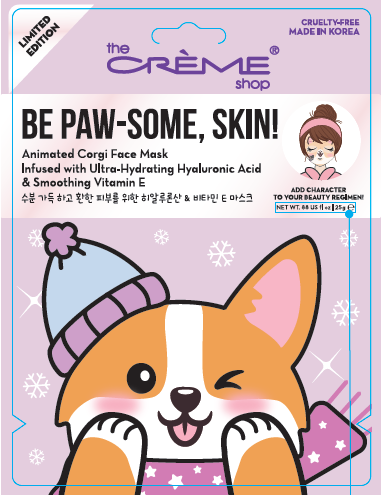 LIMITED
EDITION
CRUELTY-FREE
MADE IN KOREA
the
CRÈME®
shop
BE PAW-SOME, SKIN!
Animated Corgi Face Mask
Infused with Ultra-Hydrating Hyaluronic Acid
& Smoothing Vitamin E
수분 가득 하고 환한 피부를 위한 히알루론산 & 비타민 E 마스크
ADD CHARACTER
TO YOUR BEAUTY REGIMEN!
NET WT. 88 US fl oz | 25g ℮